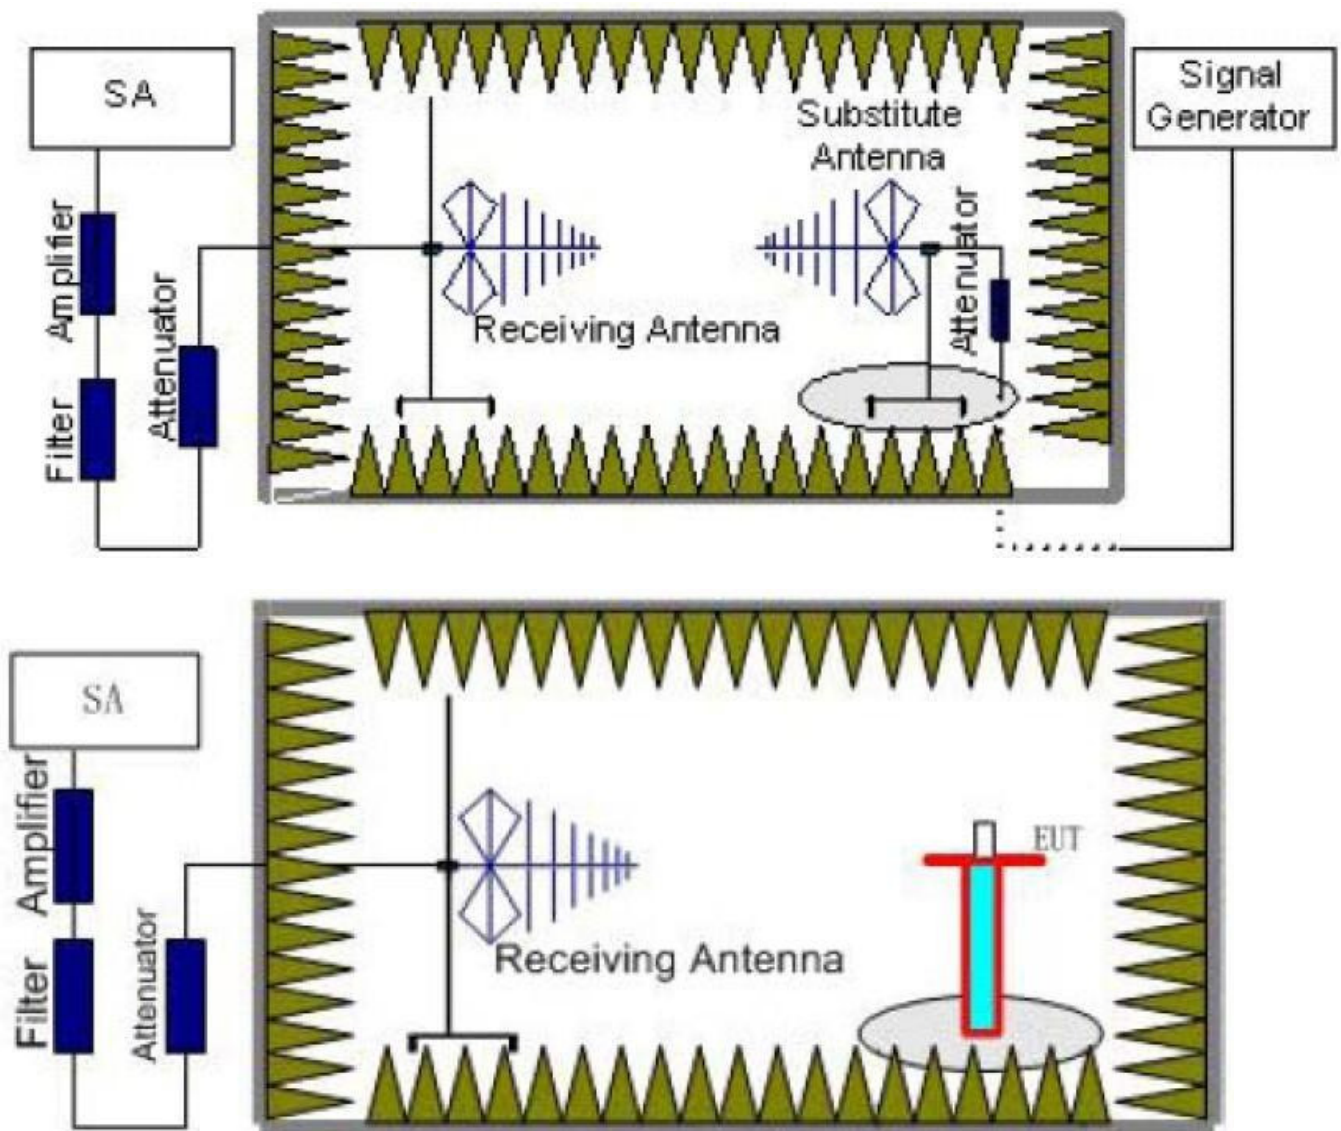 SA
Signal
Generator
Substitute
Antenna
Amplifier
Attenuator
Attenuator
Receiving Antenna
Filter
SA
Amplifier
EUT
Attenuator
Receiving Antenna
Filter